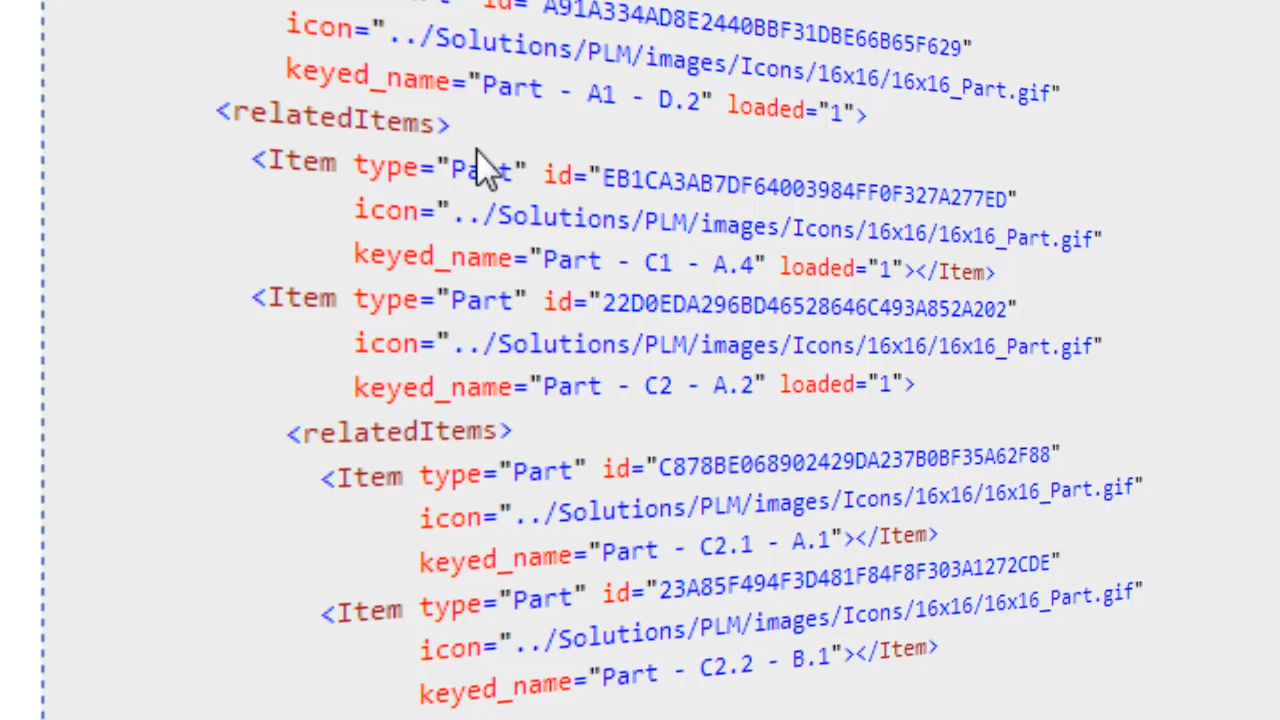 id="A91A334AD8E2440BBF31DBE66B65F629"
icon="../Solutions/PLM/images/Icons/16x16/16x16_Part.gif"
keyed_name="Part - A1 - D.2" loaded="1">
<relatedItems>
<Item type="Part" id="EB1CA3AB7DF64003984FF0F327A277ED"
icon="../Solutions/PLM/images/Icons/16x16/16x16_Part.gif"
keyed_name="Part - C1 - A.4" loaded="1"></Item>
<Item type="Part" id="22D0EDA296BD46528646C493A852A202"
icon="../Solutions/PLM/images/Icons/16x16/16x16_Part.gif"
keyed_name="Part - C2 - A.2" loaded="1">
<relatedItems>
<Item type="Part" id="C878BE068902429DA237B0BF35A62F88"
icon="../Solutions/PLM/images/Icons/16x16/16x16_Part.gif"
keyed_name="Part - C2.1 - A.1"></Item>
<Item type="Part" id="23A85F494F3D481F84F8F303A1272CDE"
icon="../Solutions/PLM/images/Icons/16x16/16x16_Part.gif"
keyed_name="Part - C2.2 - B.1"></Item>